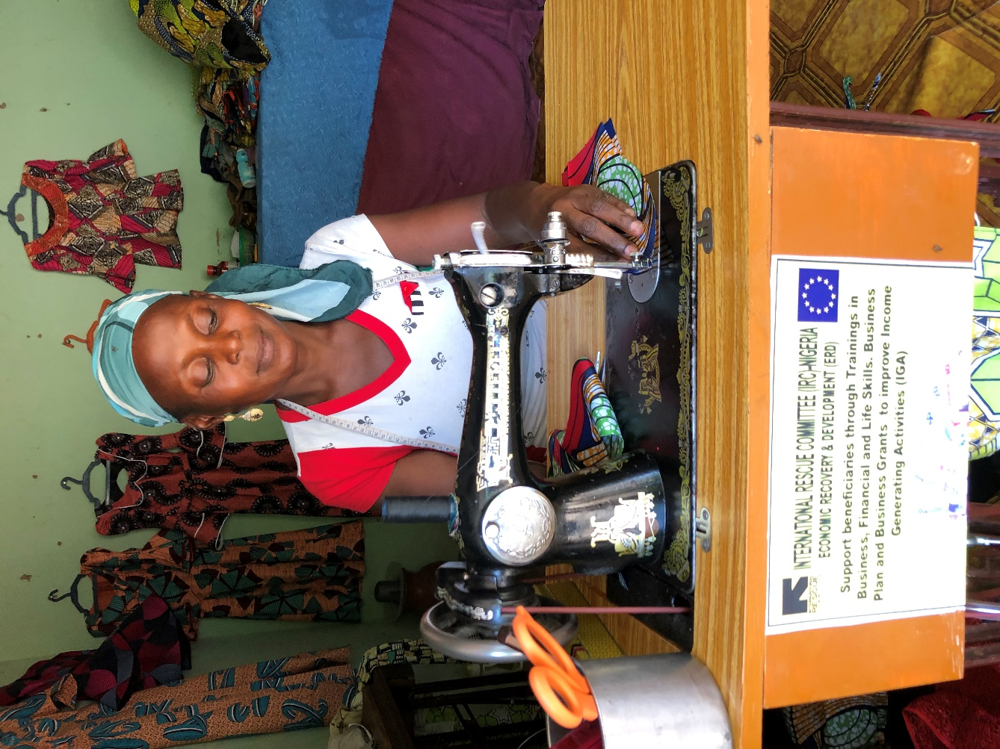 INTERNATIONAL RESCUE COMMITTEE (IRC)-NIGERIA
ECONOMIC RECOVERY & DEVELOPMENT (ERD)
Support beneficiaries through Trainings in
Business, Financial and Life Skills. Business
Plan and Business Grants to improve Income
Generating Activities (IGA)